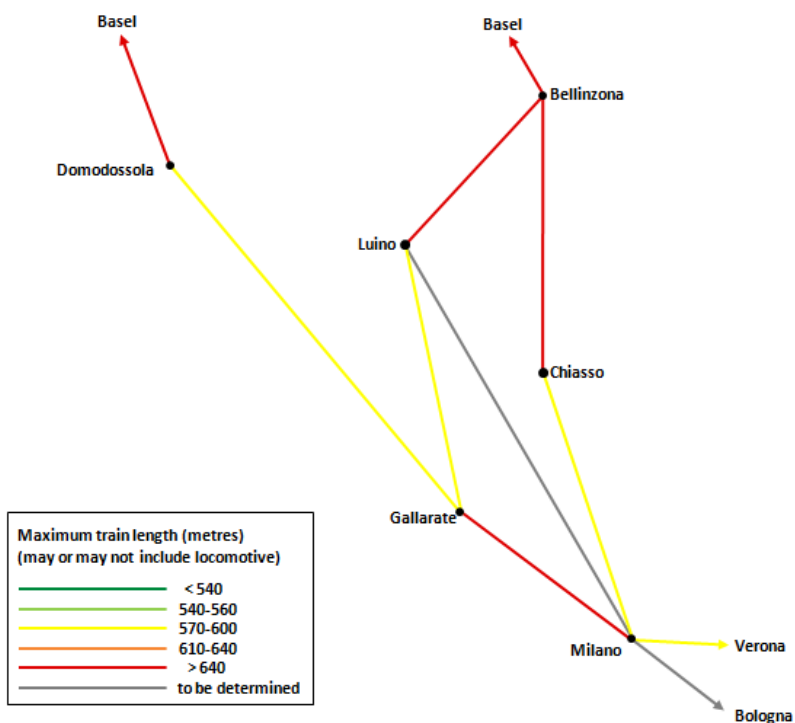 Basel
Basel
Bellinzona
Domodossola
Luino
Chiasso
Gallarate
Maximum train length (metres)
(may or may not include locomotive)
< 540
540-560
570-600
610-640
> 640
to be determined
Milano
Verona
Bologna